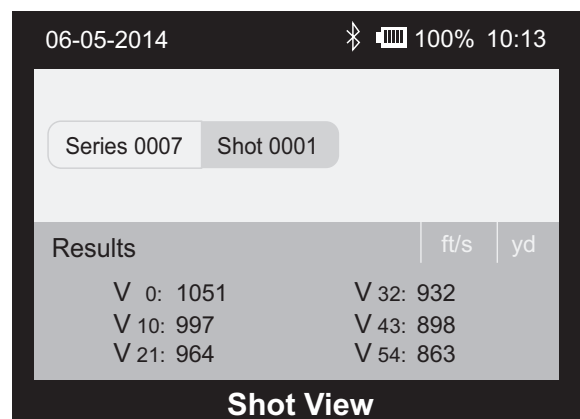 06-05-2014 100% 10:13
Series 0007 Shot 0001
Results ft/s yd
V 0: 1051 V 32: 932
V 10: 997 V 43: 898
V 21: 964 V 54: 863
Shot View